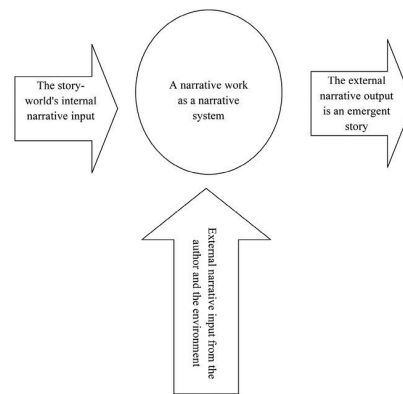 The story-
world's internal
narrative input
A narrative work
as a narrative
system
The external
narrative output
is an emergent
story
External narrative input from the
author and the environment